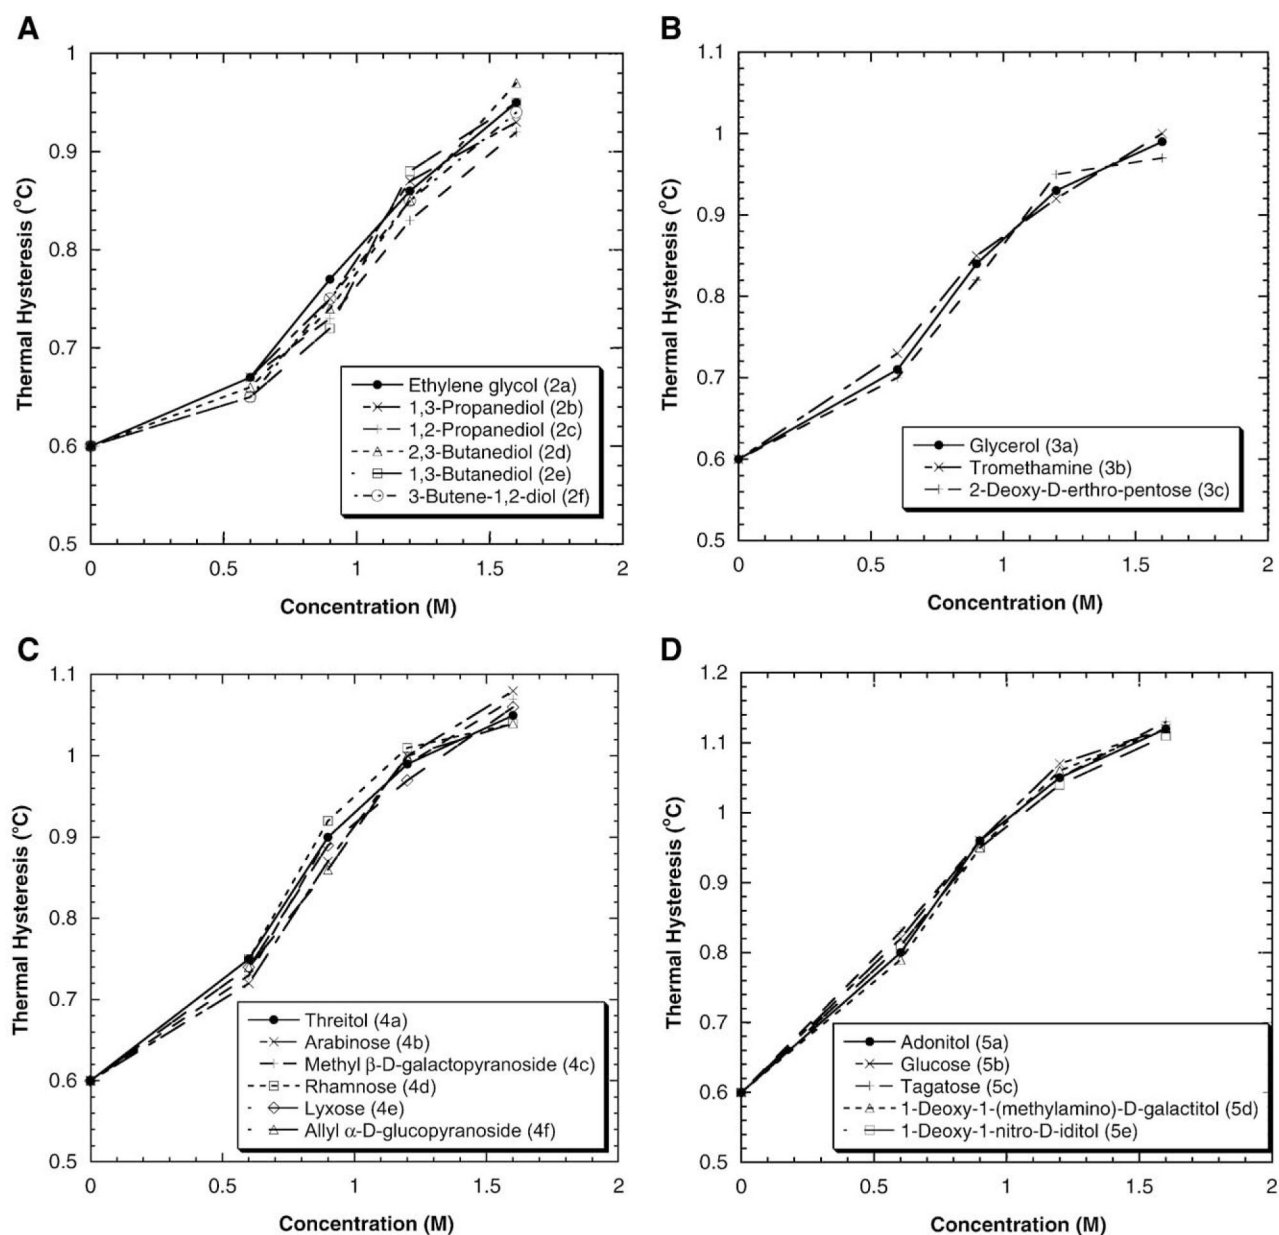 A
1
0.9
0.8
0.7
0.6
0.5
Thermal Hysteresis (°C)
0 0.5 1 1.5 2
Concentration (M)
Ethylene glycol (2a)
1,3-Propanediol (2b)
1,2-Propanediol (2c)
2,3-Butanediol (2d)
1,3-Butanediol (2e)
3-Butene-1,2-diol (2f)
B
1.1
1
0.9
0.8
0.7
0.6
0.5
Thermal Hysteresis (°C)
0 0.5 1 1.5 2
Concentration (M)
Glycerol (3a)
Tromethamine (3b)
2-Deoxy-D-erthro-pentose (3c)
C
1.1
1
0.9
0.8
0.7
0.6
0.5
Thermal Hysteresis (°C)
0 0.5 1 1.5 2
Concentration (M)
Threitol (4a)
Arabinose (4b)
Methyl β-D-galactopyranoside (4c)
Rhamnose (4d)
Lyxose (4e)
Allyl α-D-glucopyranoside (4f)
D
1.2
1.1
1
0.9
0.8
0.7
0.6
0.5
Thermal Hysteresis (°C)
0 0.5 1 1.5 2
Concentration (M)
Adonitol (5a)
Glucose (5b)
Tagatose (5c)
1-Deoxy-1-(methylamino)-D-galactitol (5d)
1-Deoxy-1-nitro-D-iditol (5e)